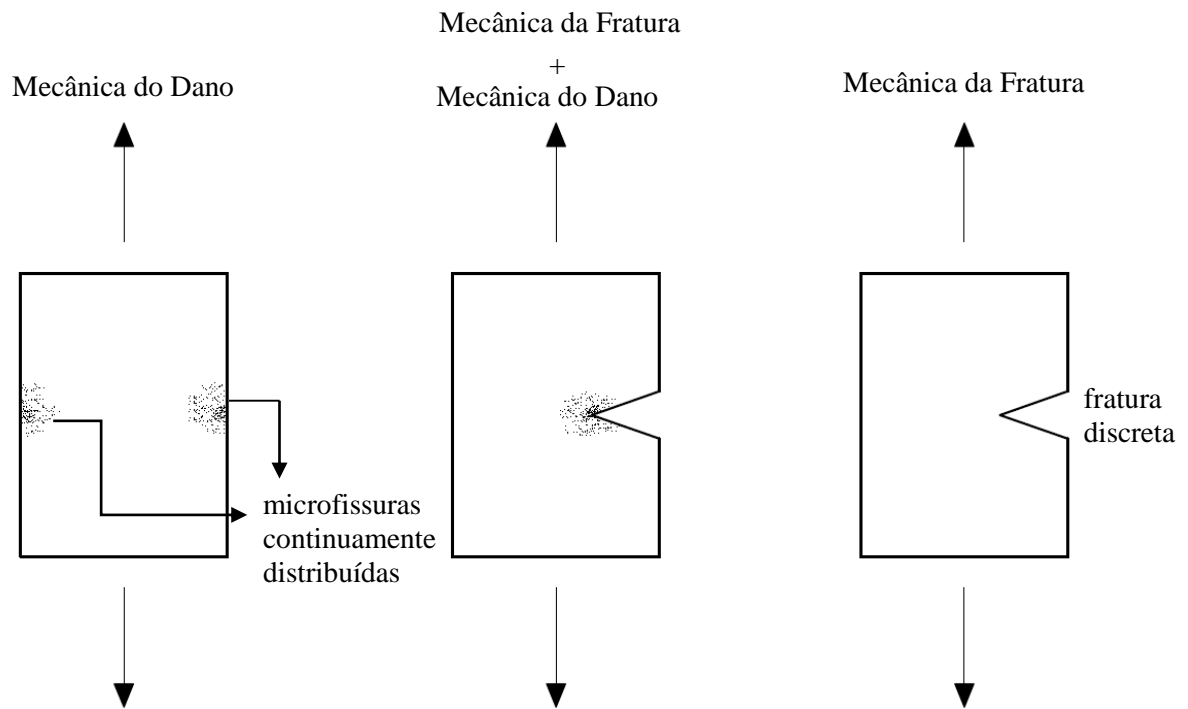 Mecânica do Dano
Mecânica da Fratura
+
Mecânica do Dano
Mecânica da Fratura
microfissuras
continuamente
distribuídas
fratura
discreta